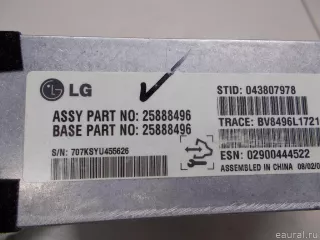 LG
STID: 043807978
ASSY PART NO: 25888496
BASE PART NO: 25888496
TRACE: BV8496L1721
S/N: 707KSYU455626
ESN: 02900444522
ASSEMBLED IN CHINA 08/02/0
© eaural.ru